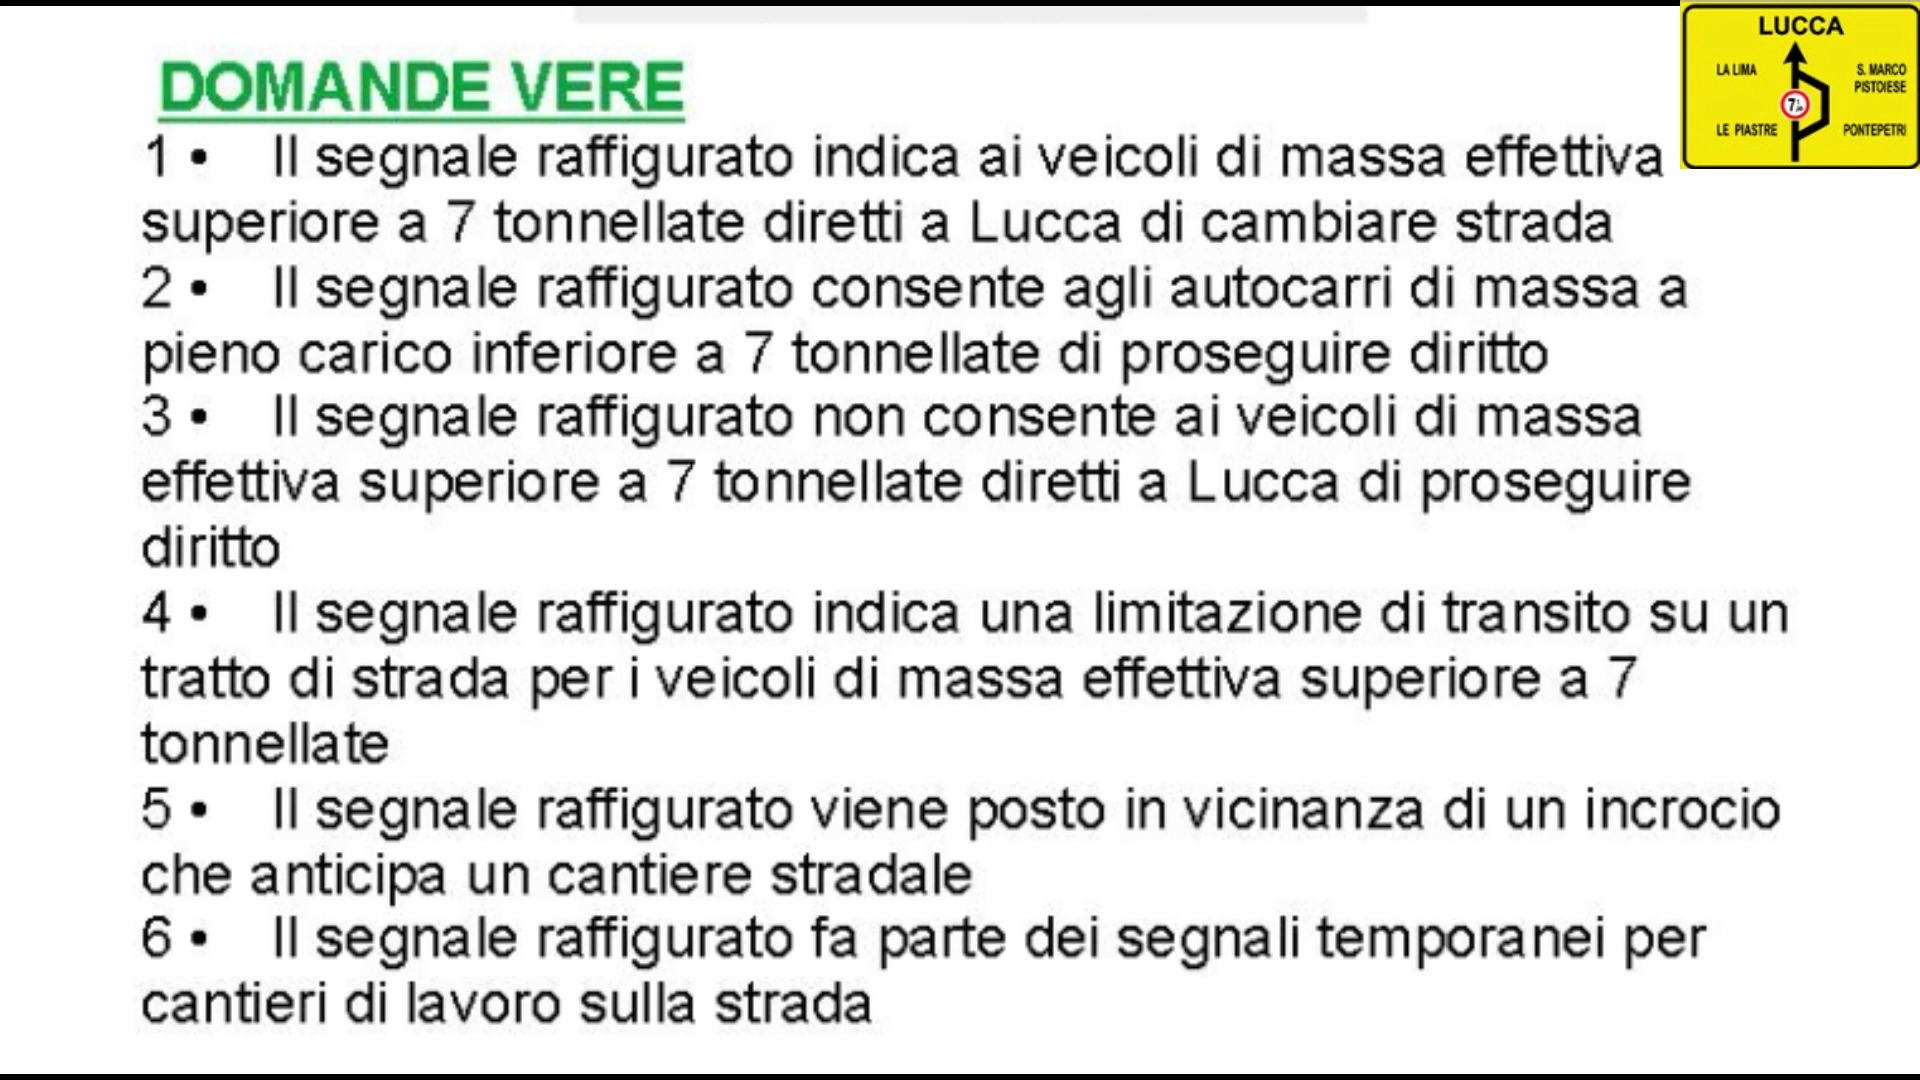 LUCCA
LA LIMA
S. MARCO
PISTOIESE
7
LE PIASTRE
PONTEPETRI
DOMANDE VERE
1 • Il segnale raffigurato indica ai veicoli di massa effettiva
superiore a 7 tonnellate diretti a Lucca di cambiare strada
2 • Il segnale raffigurato consente agli autocarri di massa a
pieno carico inferiore a 7 tonnellate di proseguire diritto
3 • Il segnale raffigurato non consente ai veicoli di massa
effettiva superiore a 7 tonnellate diretti a Lucca di proseguire
diritto
4 • Il segnale raffigurato indica una limitazione di transito su un
tratto di strada per i veicoli di massa effettiva superiore a 7
tonnellate
5 • Il segnale raffigurato viene posto in vicinanza di un incrocio
che anticipa un cantiere stradale
6 • Il segnale raffigurato fa parte dei segnali temporanei per
cantieri di lavoro sulla strada